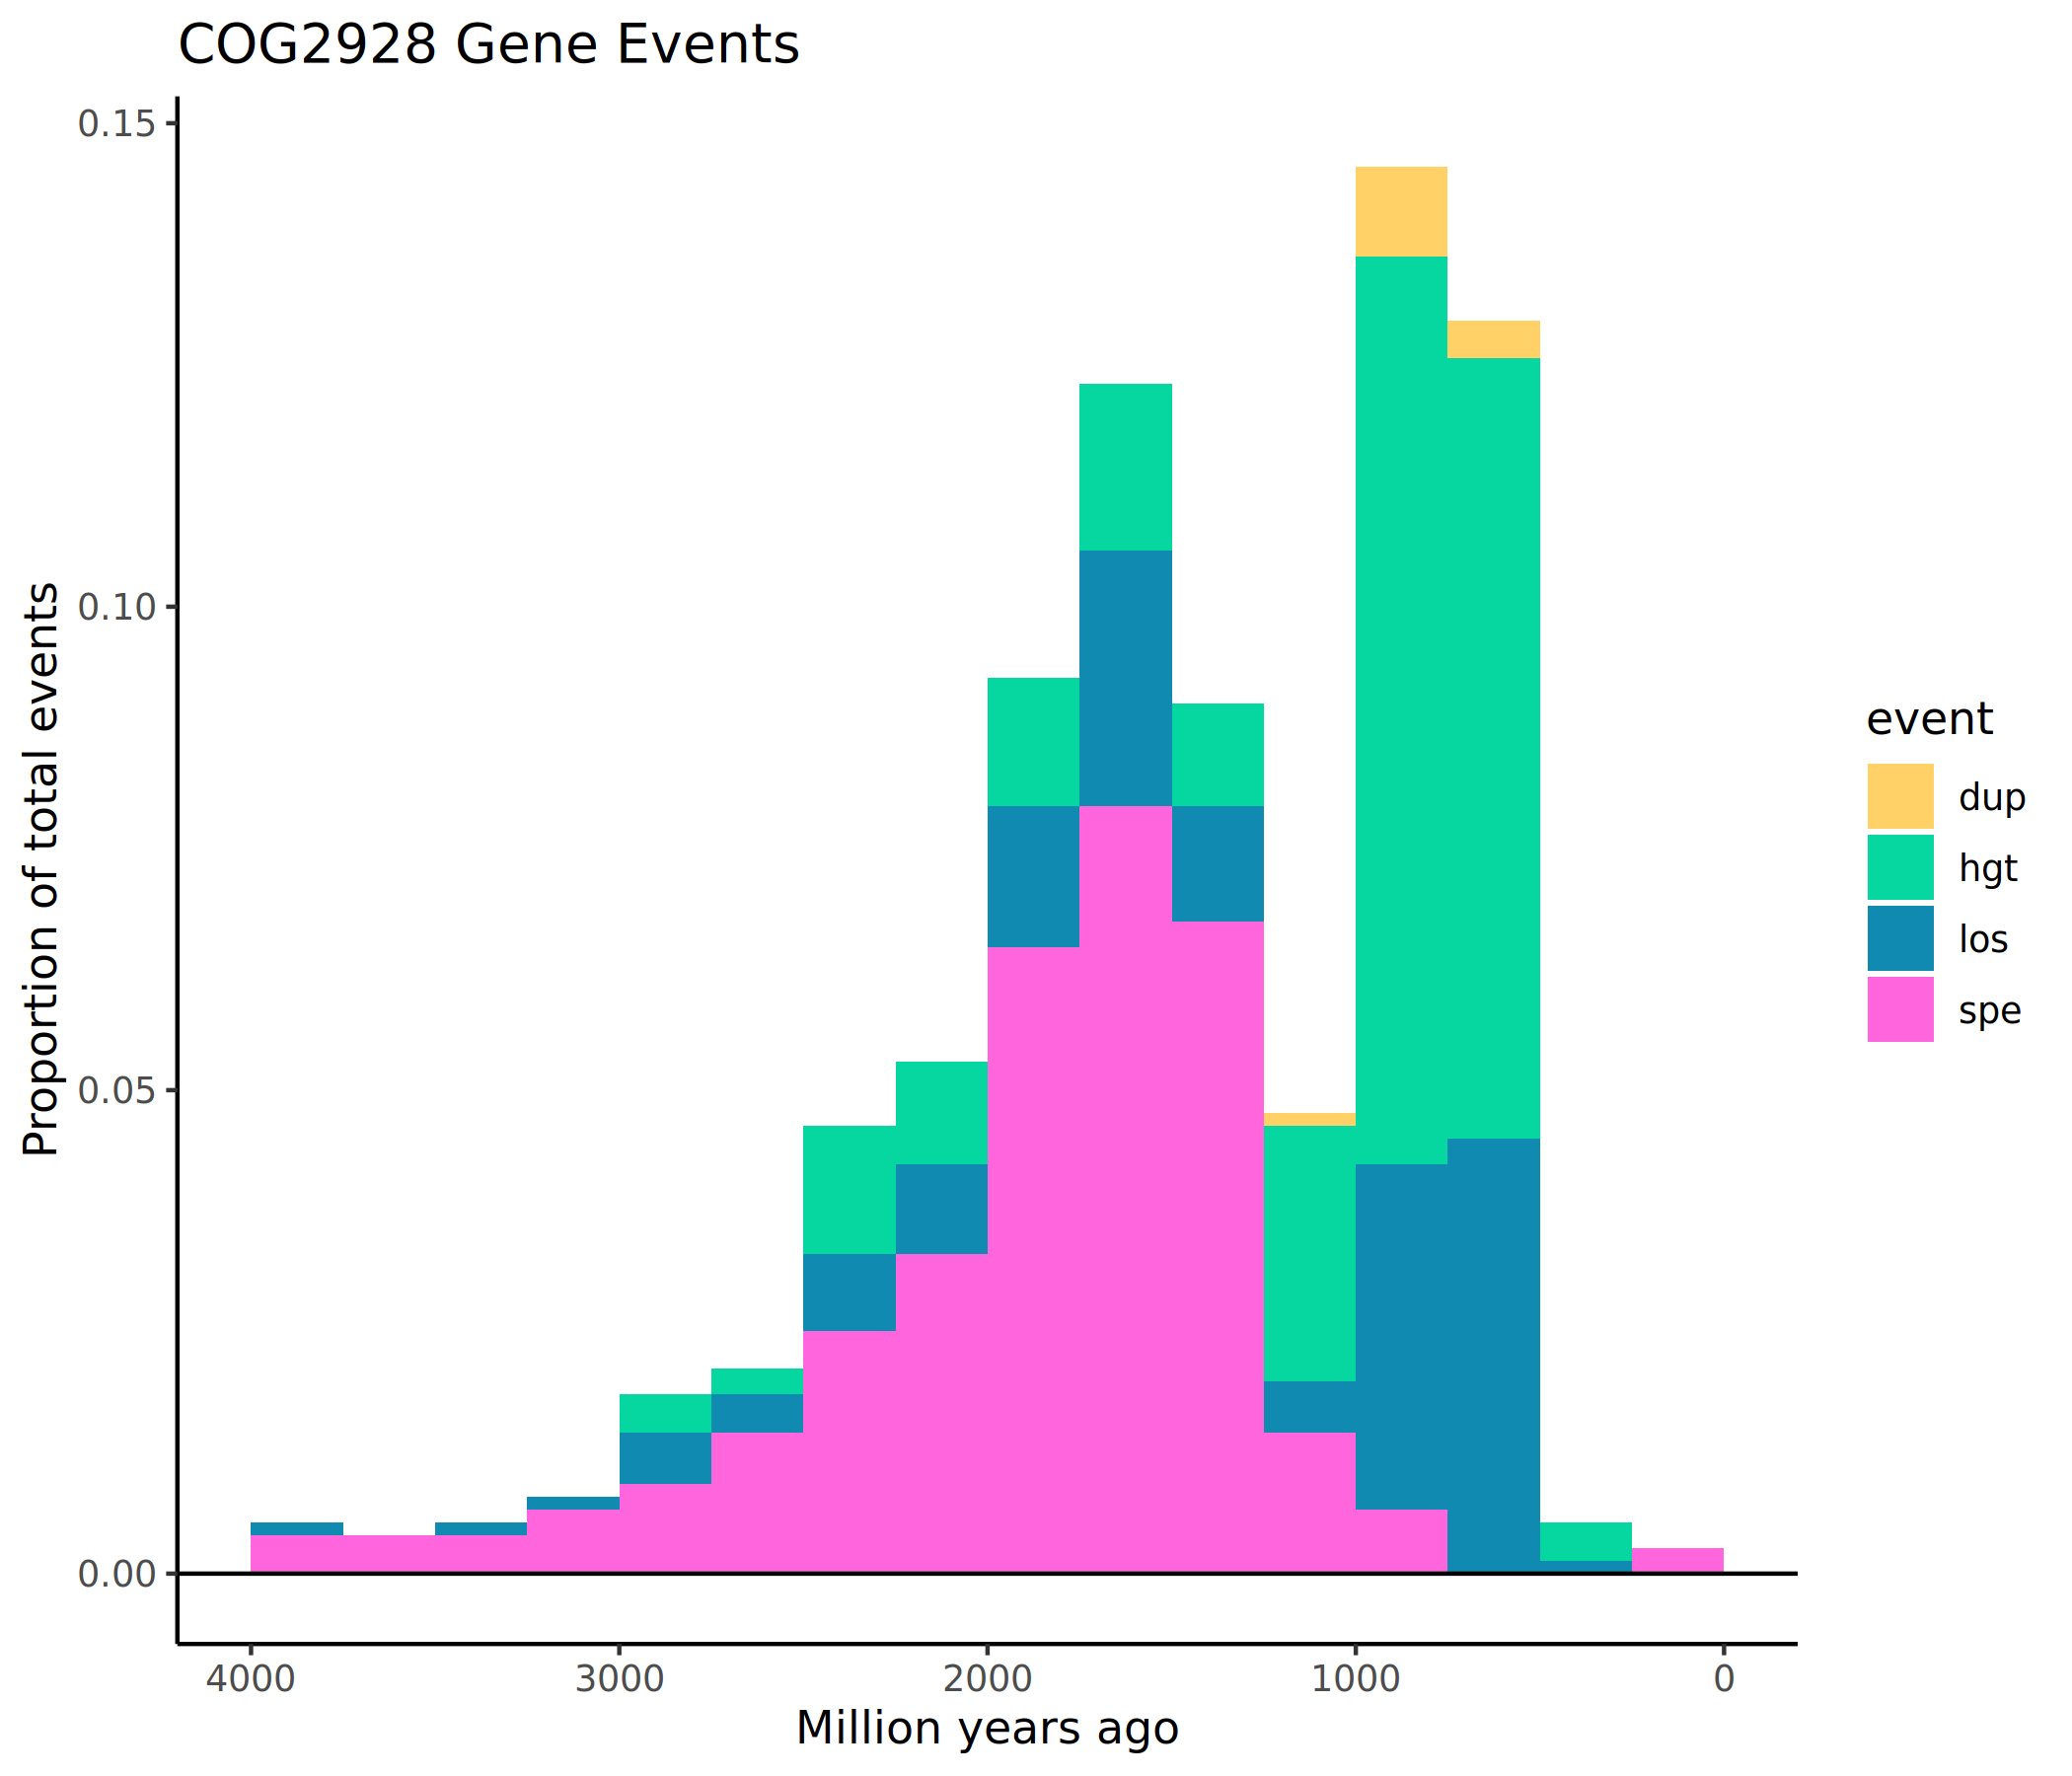 COG2928 Gene Events
Proportion of total events
0.15
0.10
0.05
0.00
4000 3000 2000 1000 0
Million years ago
event
dup
hgt
los
spe